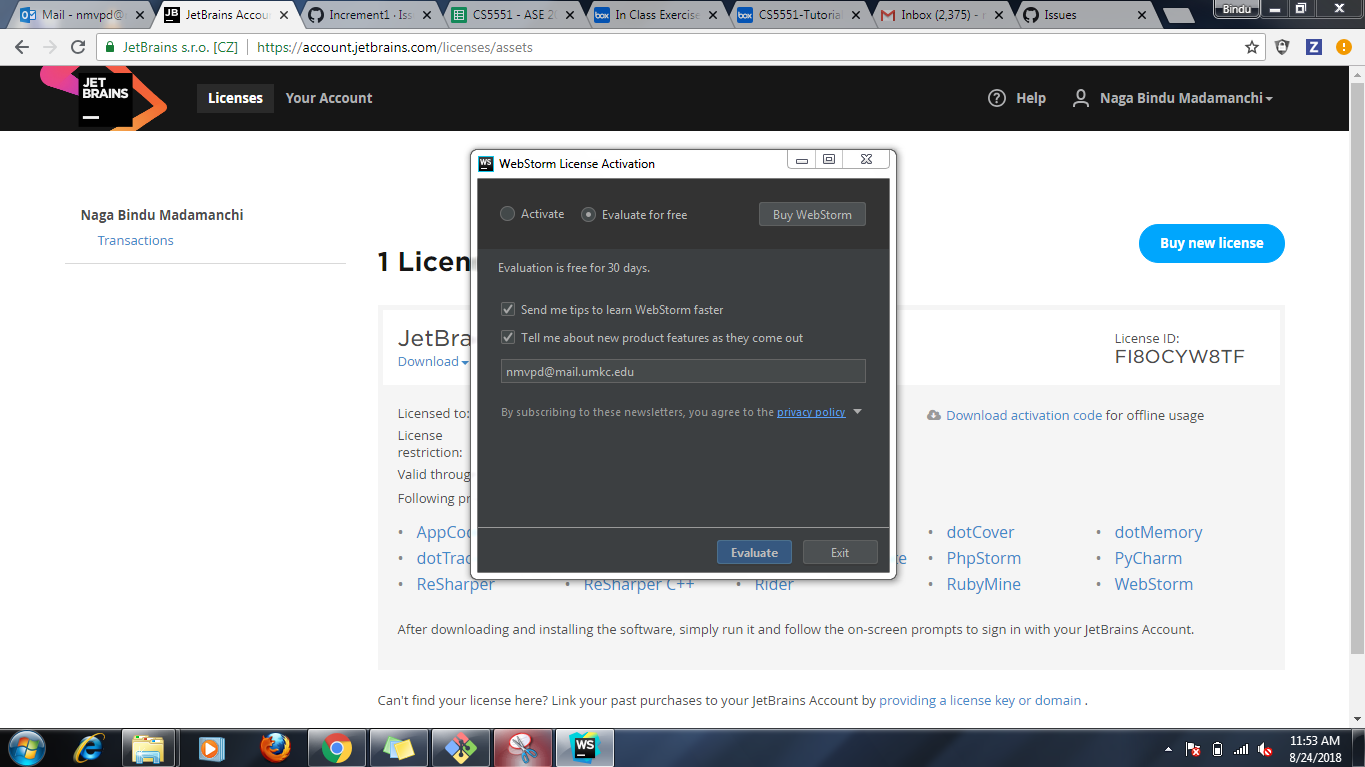 Mail - nmvpd@
JetBrains Accou
Increment1 · Iss
CS5551 - ASE 20
In Class Exercise
CS5551-Tutorial
Inbox (2,375) - n
Issues
Bindu
JetBrains s.r.o. [CZ]
https://account.jetbrains.com/licenses/assets
JET
BRAINS
Licenses
Your Account
Help
Naga Bindu Madamanchi
WS
WebStorm License Activation
Activate
Evaluate for free
Buy WebStorm
Evaluation is free for 30 days.
Send me tips to learn WebStorm faster
Tell me about new product features as they come out
nmvpd@mail.umkc.edu
By subscribing to these newsletters, you agree to the privacy policy
Evaluate
Exit
Naga Bindu Madamanchi
Transactions
1 Licen
Buy new license
JetBra
Download
License ID:
FI8OCYW8TF
Licensed to:
Download activation code for offline usage
License
restriction:
Valid throug
Following pr
• AppCo
• dotCover
• dotMemory
• dotTrac
e
• PhpStorm
• PyCharm
• ReSharper
• ReSharper C++
• Rider
• RubyMine
• WebStorm
After downloading and installing the software, simply run it and follow the on-screen prompts to sign in with your JetBrains Account.
Can't find your license here? Link your past purchases to your JetBrains Account by providing a license key or domain .
WS
11:53 AM
8/24/2018